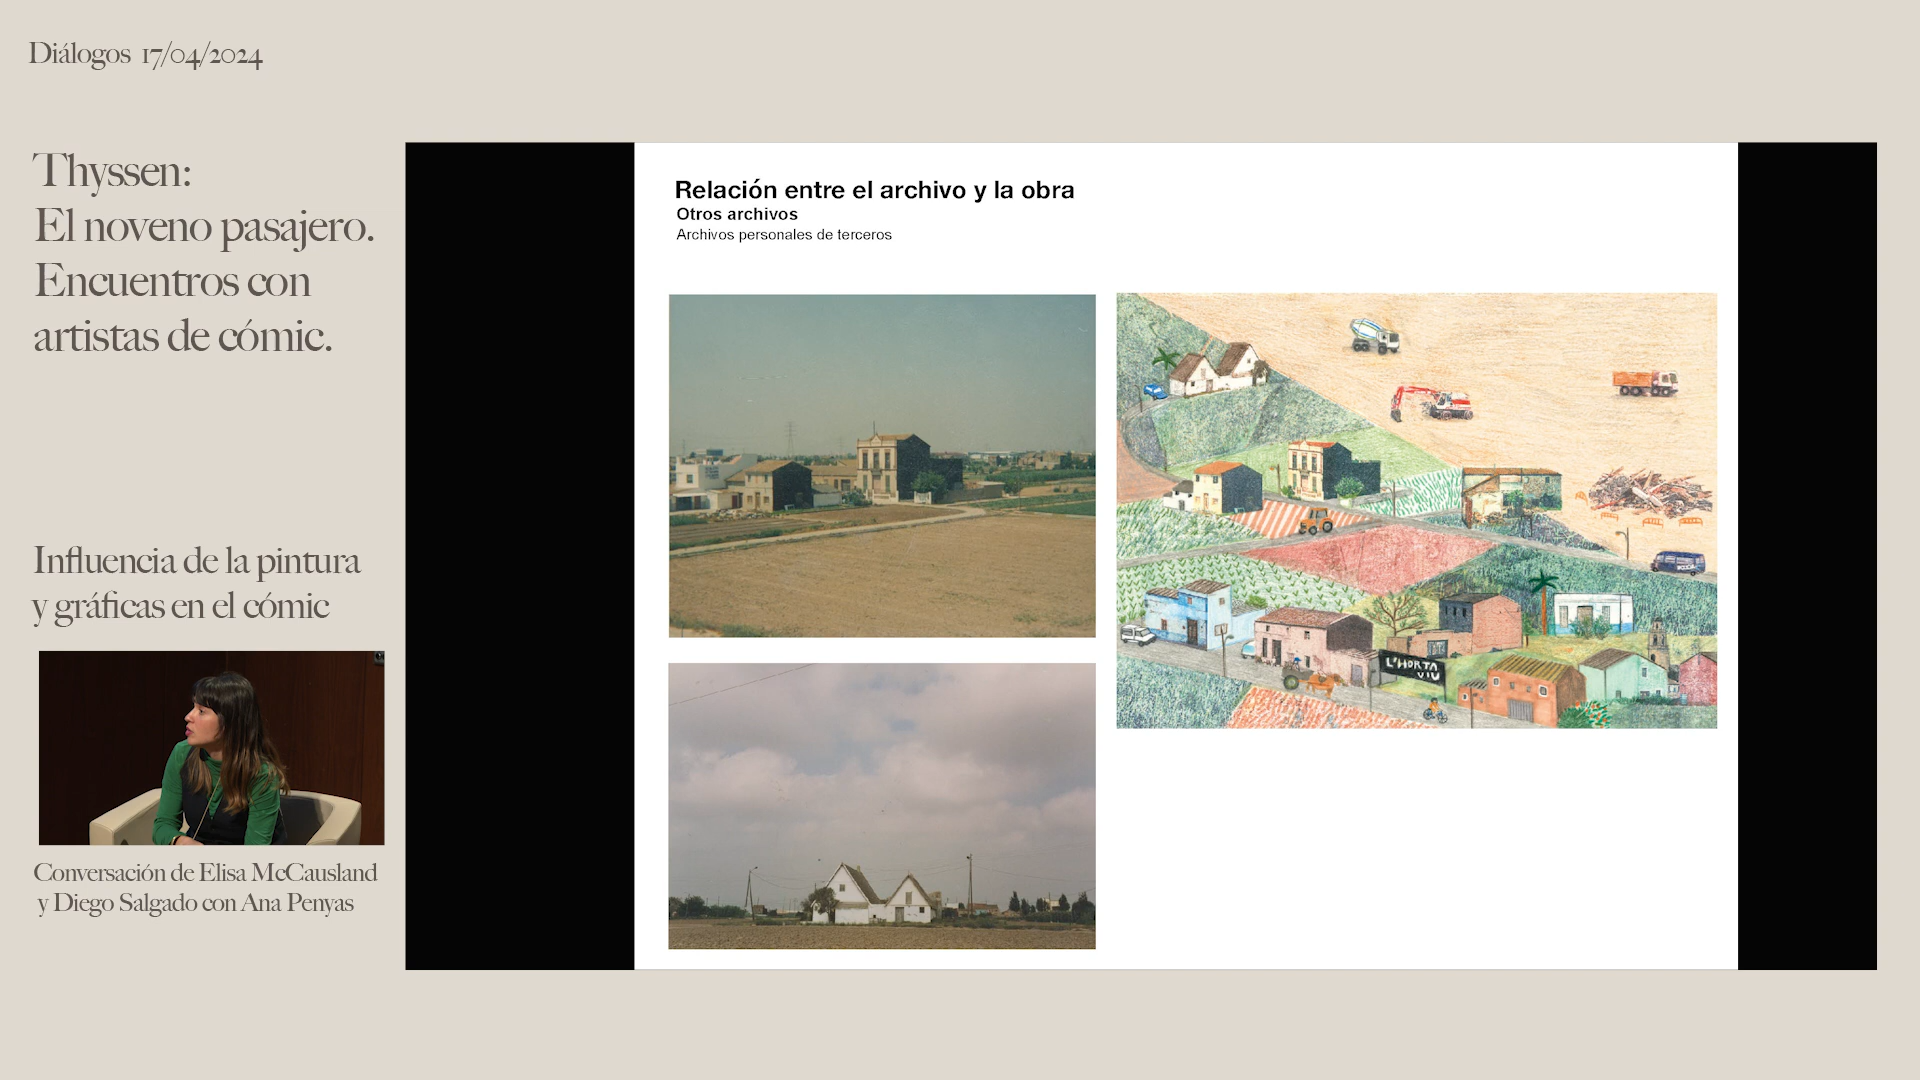 Diálogos 17/04/2024
Thyssen:
El noveno pasajero.
Encuentros con
artistas de cómic.
Influencia de la pintura
y gráficas en el cómic
Conversación de Elisa McCausland
y Diego Salgado con Ana Penyas
Relación entre el archivo y la obra
Otros archivos
Archivos personales de terceros
L'HORTA
VIU